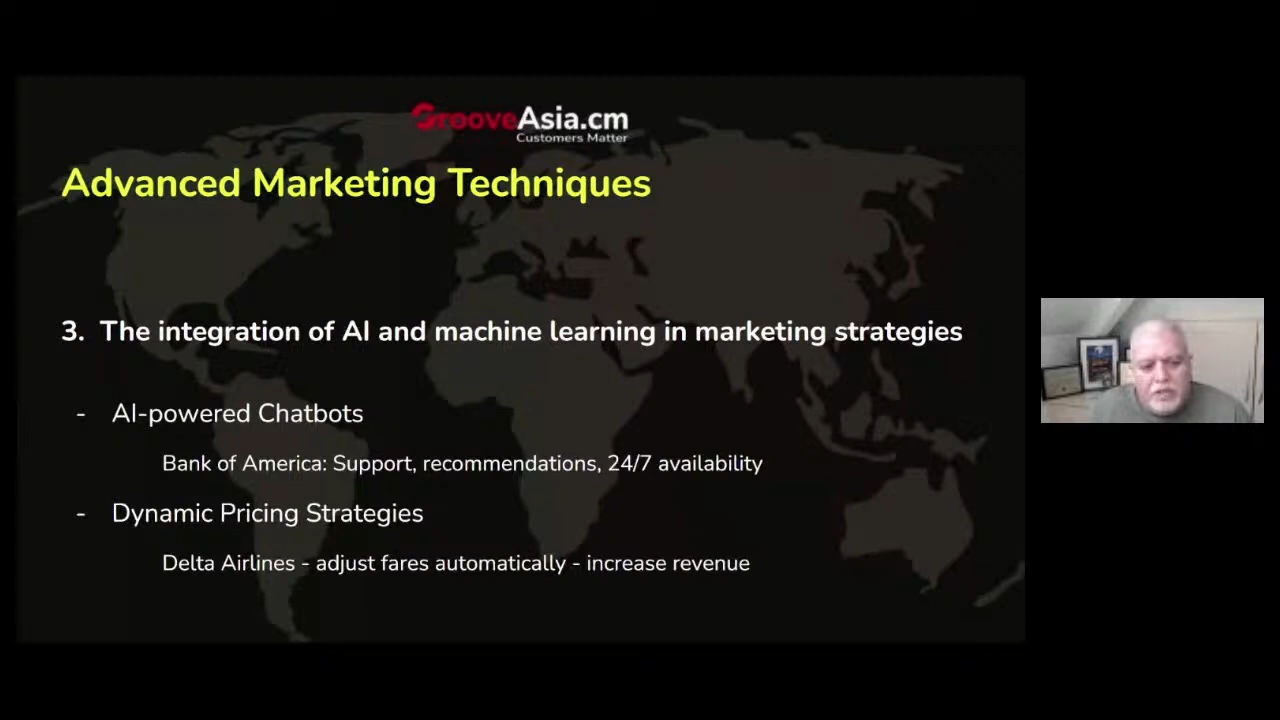 GrooveAsia.cm
Customers Matter
Advanced Marketing Techniques
3. The integration of AI and machine learning in marketing strategies
- AI-powered Chatbots
Bank of America: Support, recommendations, 24/7 availability
- Dynamic Pricing Strategies
Delta Airlines - adjust fares automatically - increase revenue